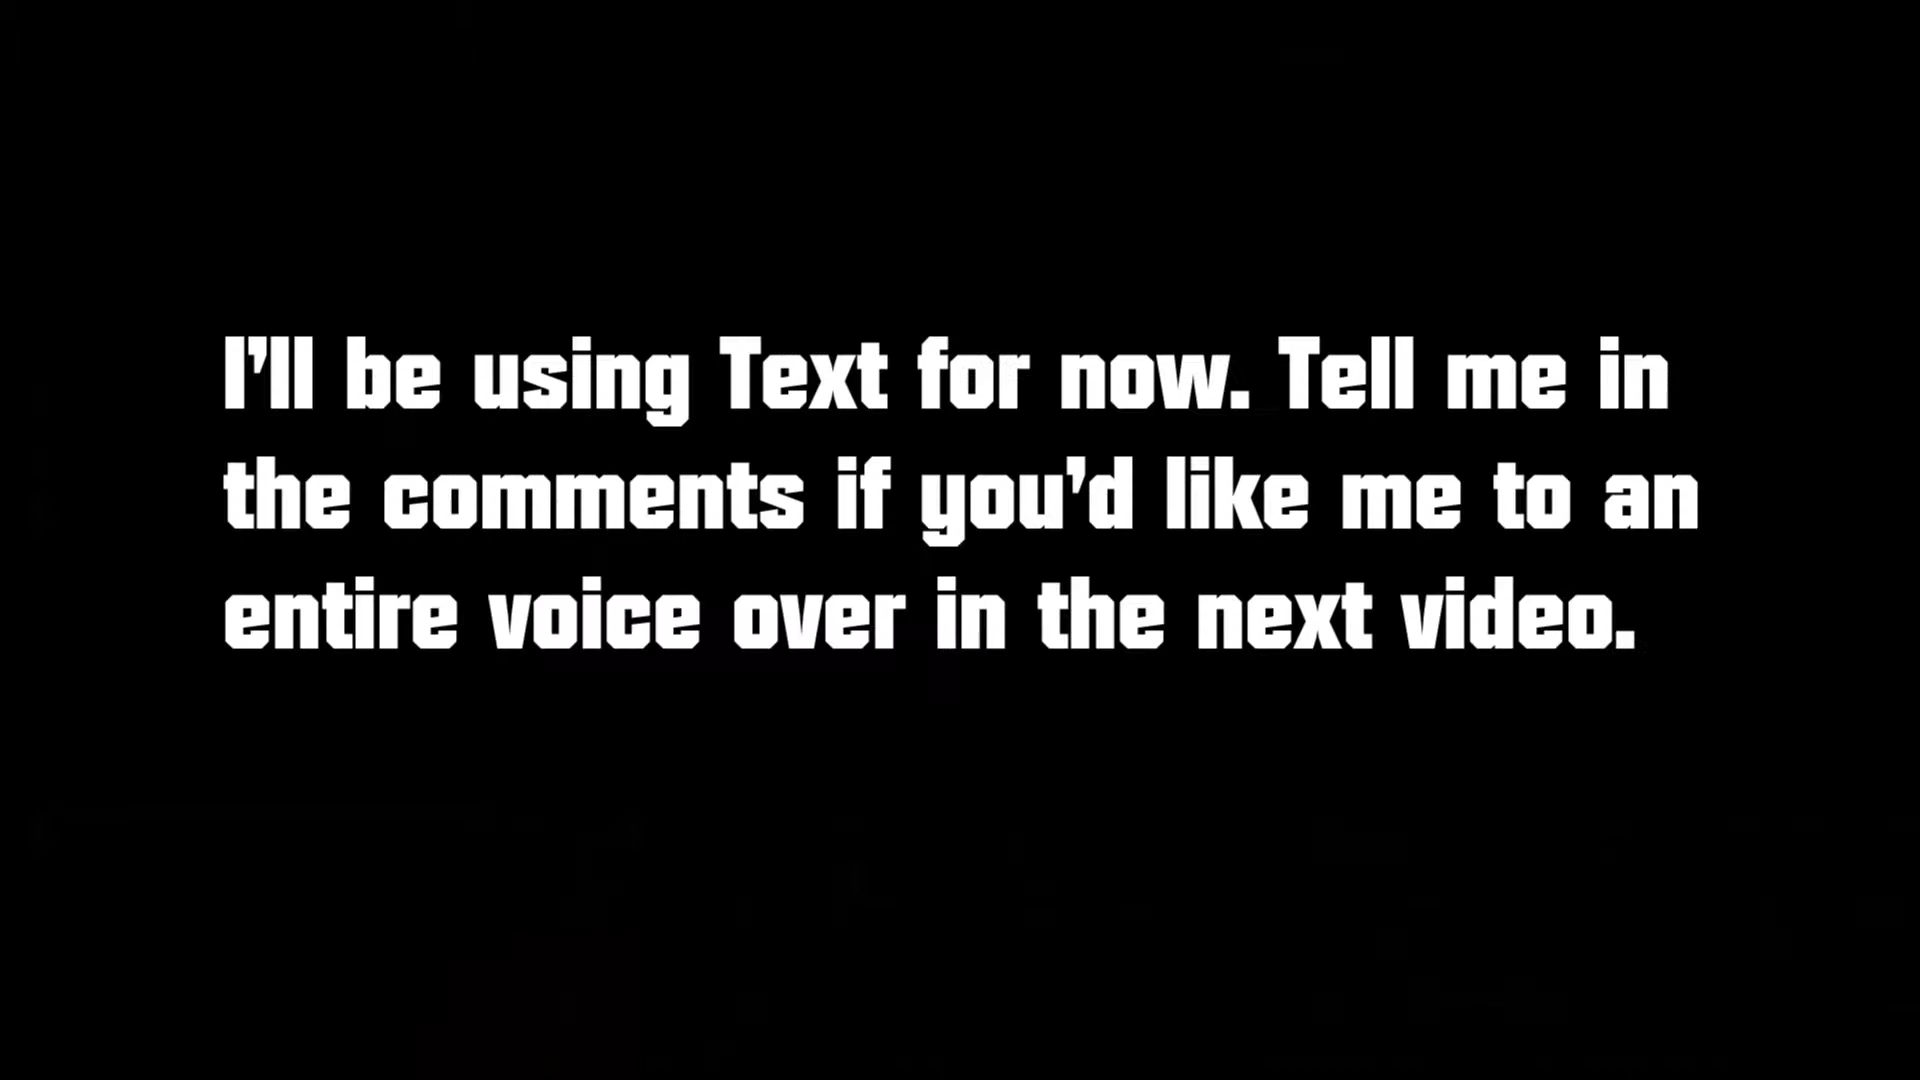 I'll be using Text for now. Tell me in
the comments if you'd like me to an
entire voice over in the next video.